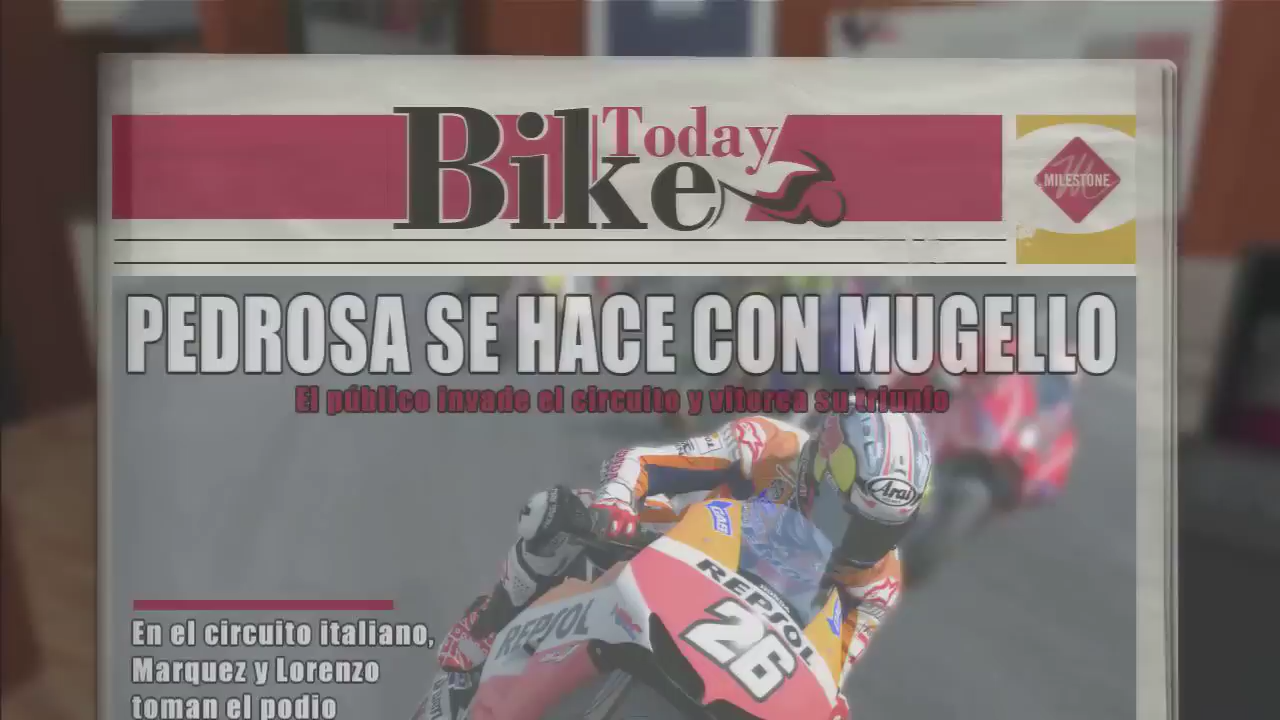 Bike Today
MILESTONE
PEDROSA SE HACE CON MUGELLO
El público invade el circuito y vitorea su triunfo
Arai
GAS
REPSOL
26
REPSOL
En el circuito italiano,
Marquez y Lorenzo
toman el podio